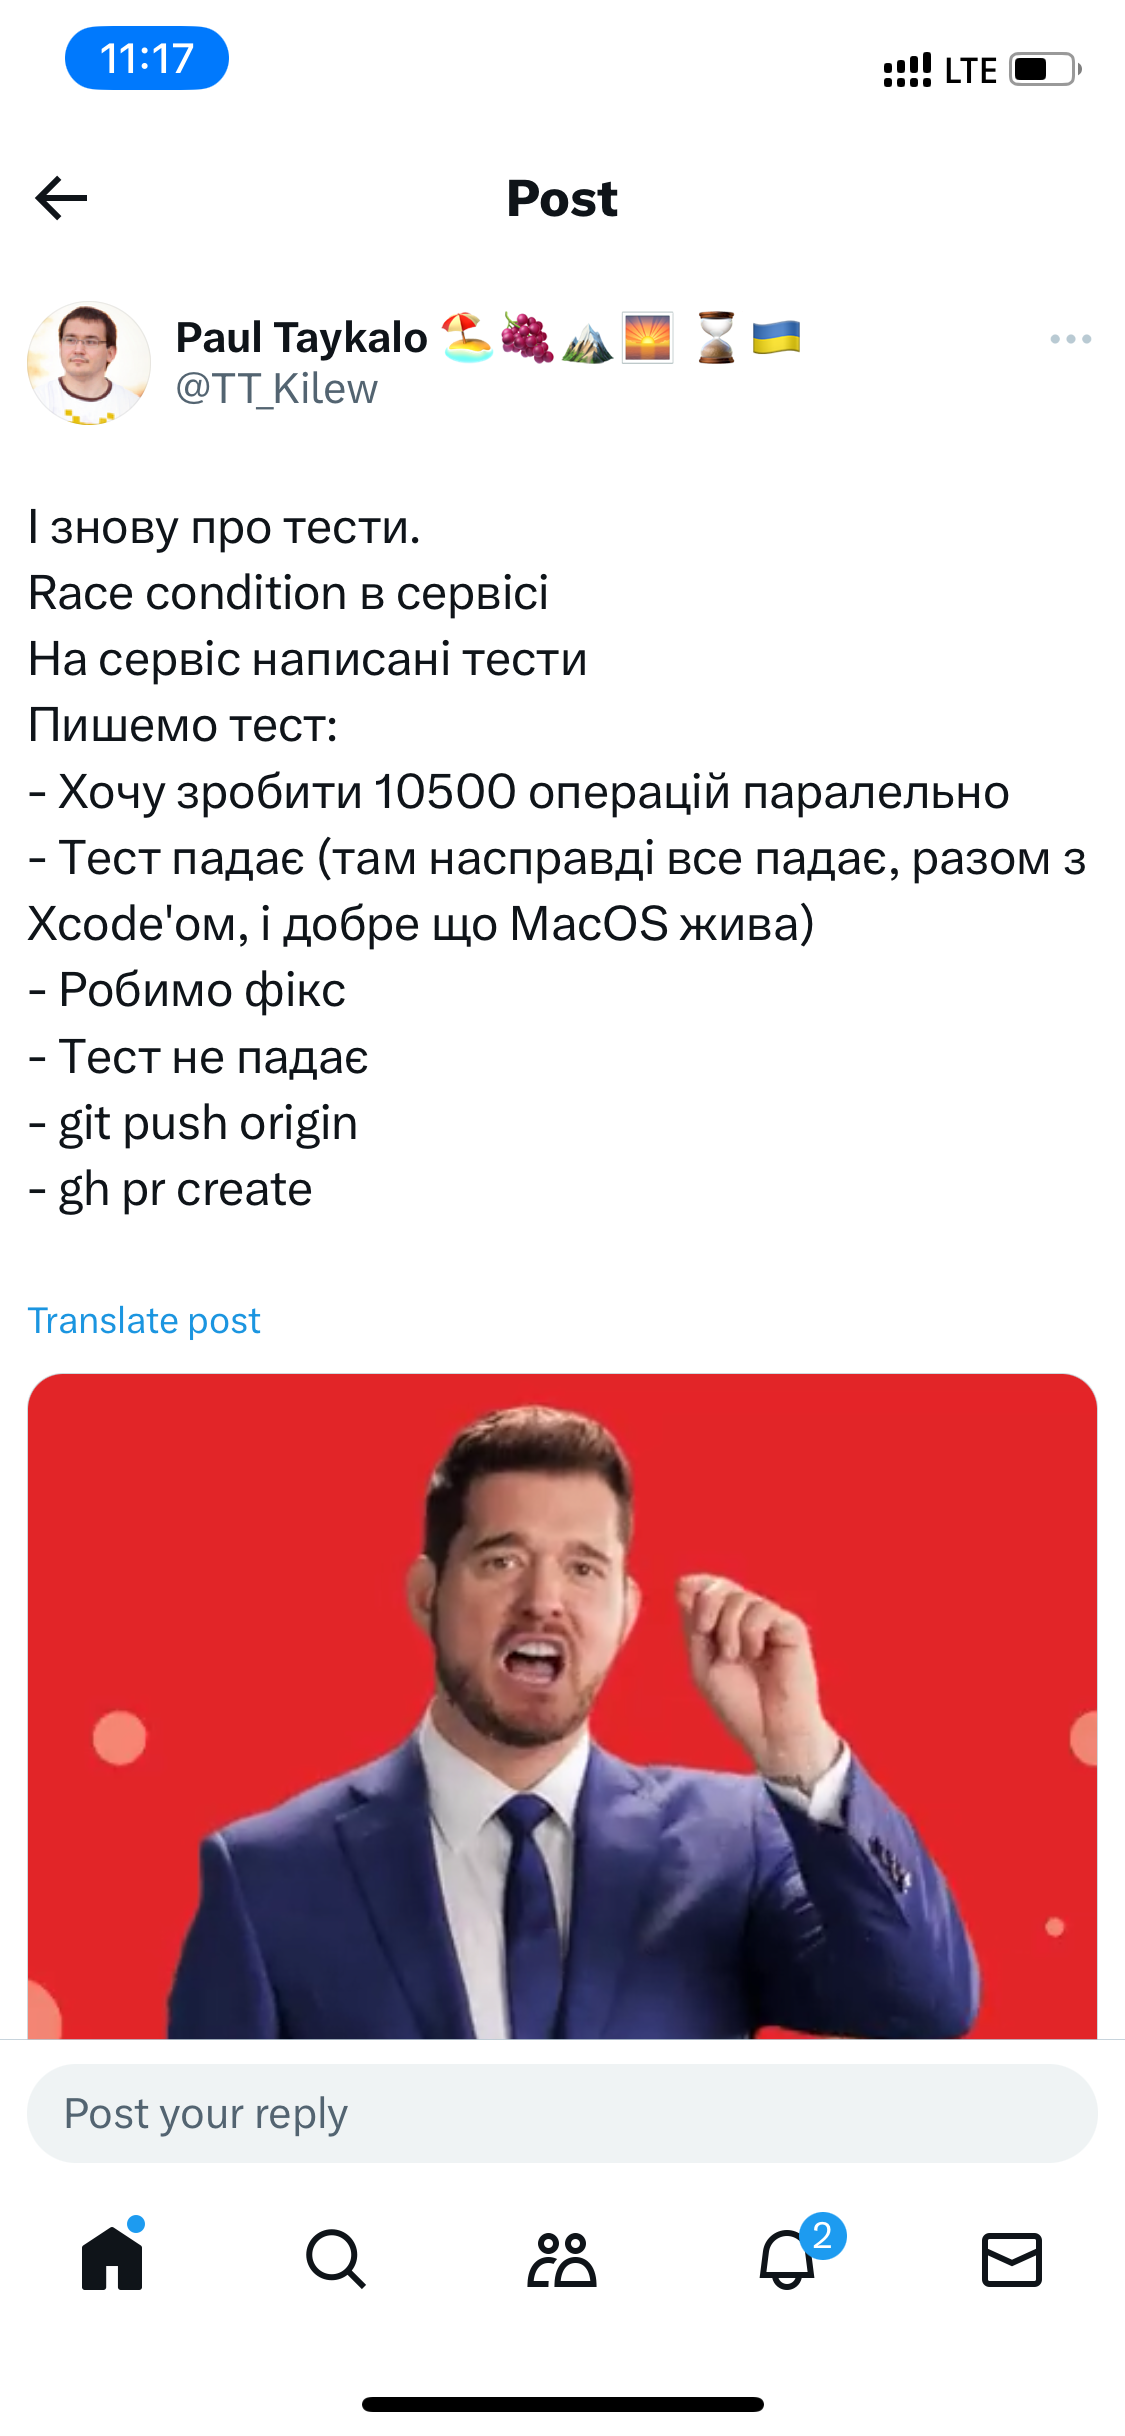 11:17
LTE
Post
Paul Taykalo 🏖️🍇⛰️🌅 ⏳🇺🇦
@TT_Kilew
І знову про тести.
Race condition в сервісі
На сервіс написані тести
Пишемо тест:
- Хочу зробити 10500 операцій паралельно
- Тест падає (там насправді все падає, разом з
Xcode'ом, і добре що MacOS жива)
- Робимо фікс
- Тест не падає
- git push origin
- gh pr create
Translate post
Post your reply
2